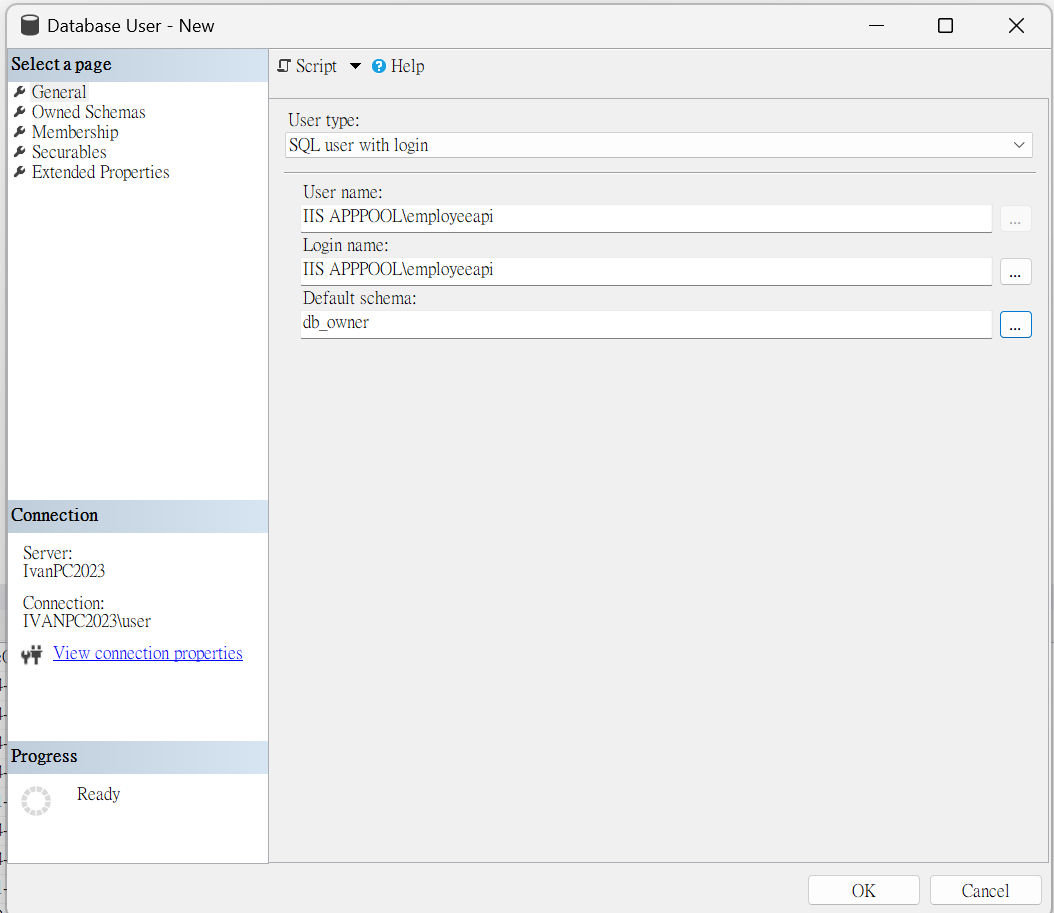 Database User - New
Select a page
General
Owned Schemas
Membership
Securables
Extended Properties
Script
Help
User type:
SQL user with login
User name:
IIS APPPOOL\employeeapi
...
Login name:
IIS APPPOOL\employeeapi
...
Default schema:
db_owner
...
Connection
Server:
IvanPC2023
Connection:
IVANPC2023\user
View connection properties
Progress
Ready
OK
Cancel